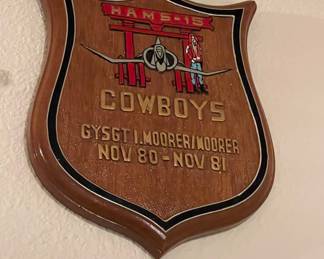 HAMS-15
COWBOYS
GYSGT I.MOORER/MOORER
NOV 80-NOV 81